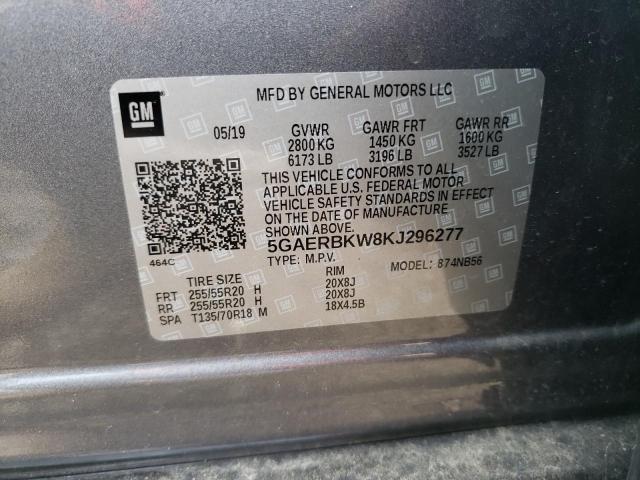 GM
MFD BY GENERAL MOTORS LLC
05/19 GVWR GAWR FRT GAWR RR
2800 KG 1450 KG 1600 KG
6173 LB 3196 LB 3527 LB
THIS VEHICLE CONFORMS TO ALL
APPLICABLE U.S. FEDERAL MOTOR
VEHICLE SAFETY STANDARDS IN EFFECT
ON THE DATE OF MANUFACTURE
SHOWN ABOVE.
464C
5GAERBKW8KJ296277
TYPE: M.P.V. MODEL: 874NB56
TIRE SIZE RIM
FRT 255/55R20 H 20X8J
RR 255/55R20 H 20X8J
SPA T135/70R18 M 18X4.5B